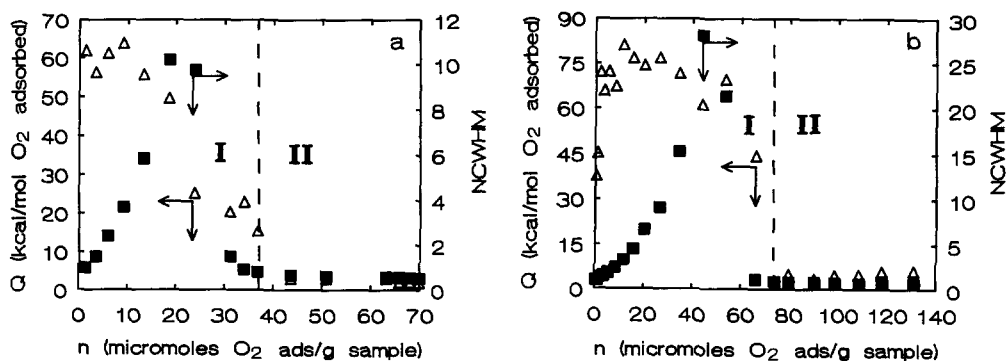 70
60
50
40
30
20
10
0
Q (kcal/mol O2 adsorbed)
a
I
II
12
10
8
6
4
2
0
NCWHM
0 10 20 30 40 50 60 70
n (micromoles O2 ads/g sample)
90
75
60
45
30
15
0
Q (kcal/mol O2 adsorbed)
b
I
II
30
25
20
15
10
5
0
NCWHM
0 20 40 60 80 100 120 140
n (micromoles O2 ads/g sample)